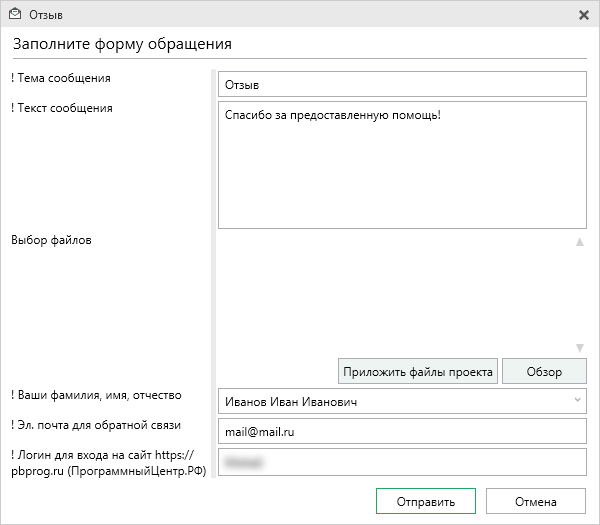 Отзыв
Заполните форму обращения
! Тема сообщения
Отзыв
! Текст сообщения
Спасибо за предоставленную помощь!
Выбор файлов
Приложить файлы проекта
Обзор
! Ваши фамилия, имя, отчество
Иванов Иван Иванович
! Эл. почта для обратной связи
mail@mail.ru
! Логин для входа на сайт https://
pbprog.ru (ПрограммныйЦентр.РФ)
Отправить
Отмена